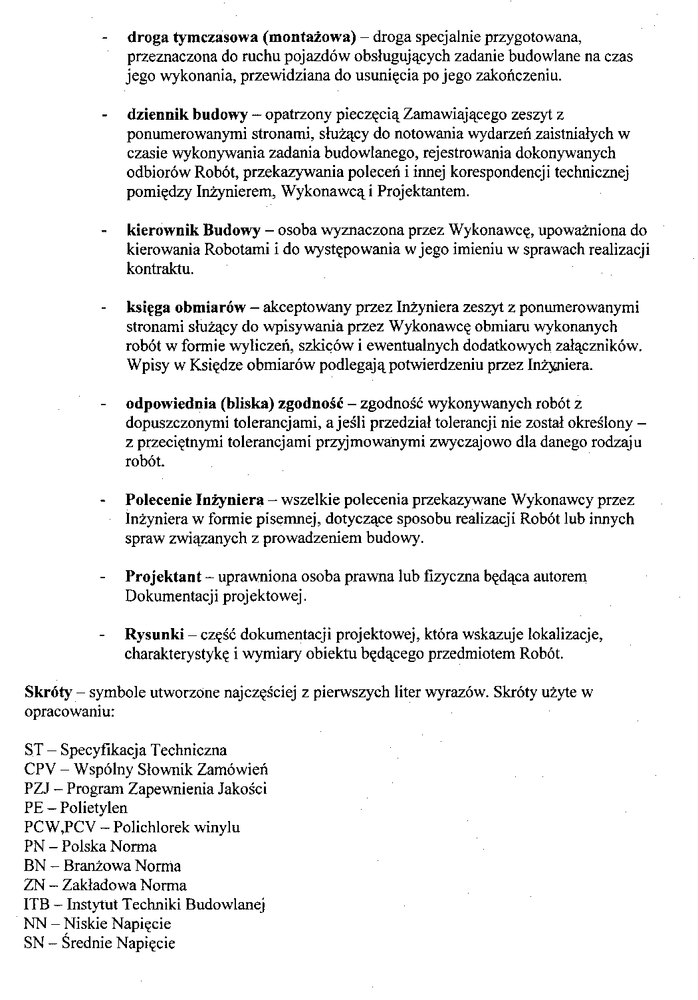 - droga tymczasowa (montażowa) – droga specjalnie przygotowana,
przeznaczona do ruchu pojazdów obsługujących zadanie budowlane na czas
jego wykonania, przewidziana do usunięcia po jego zakończeniu.
- dziennik budowy – opatrzony pieczęcią Zamawiającego zeszyt z
ponumerowanymi stronami, służący do notowania wydarzeń zaistniałych w
czasie wykonywania zadania budowlanego, rejestrowania dokonywanych
odbiorów Robót, przekazywania poleceń i innej korespondencji technicznej
pomiędzy Inżynierem, Wykonawcą i Projektantem.
- kierownik Budowy – osoba wyznaczona przez Wykonawcę, upoważniona do
kierowania Robotami i do występowania w jego imieniu w sprawach realizacji
kontraktu.
- księga obmiarów – akceptowany przez Inżyniera zeszyt z ponumerowanymi
stronami służący do wpisywania przez Wykonawcę obmiaru wykonanych
robót w formie wyliczeń, szkiców i ewentualnych dodatkowych załączników.
Wpisy w Księdze obmiarów podlegają potwierdzeniu przez Inżyniera.
- odpowiednia (bliska) zgodność – zgodność wykonywanych robót z
dopuszczonymi tolerancjami, a jeśli przedział tolerancji nie został określony –
z przeciętnymi tolerancjami przyjmowanymi zwyczajowo dla danego rodzaju
robót.
- Polecenie Inżyniera – wszelkie polecenia przekazywane Wykonawcy przez
Inżyniera w formie pisemnej, dotyczące sposobu realizacji Robót lub innych
spraw związanych z prowadzeniem budowy.
- Projektant – uprawniona osoba prawna lub fizyczna będąca autorem
Dokumentacji projektowej.
- Rysunki – część dokumentacji projektowej, która wskazuje lokalizacje,
charakterystykę i wymiary obiektu będącego przedmiotem Robót.
Skróty – symbole utworzone najczęściej z pierwszych liter wyrazów. Skróty użyte w
opracowaniu:
ST – Specyfikacja Techniczna
CPV – Wspólny Słownik Zamówień
PZJ – Program Zapewnienia Jakości
PE – Polietylen
PCW,PCV – Polichlorek winylu
PN – Polska Norma
BN – Branżowa Norma
ZN – Zakładowa Norma
ITB – Instytut Techniki Budowlanej
NN – Niskie Napięcie
SN – Średnie Napięcie